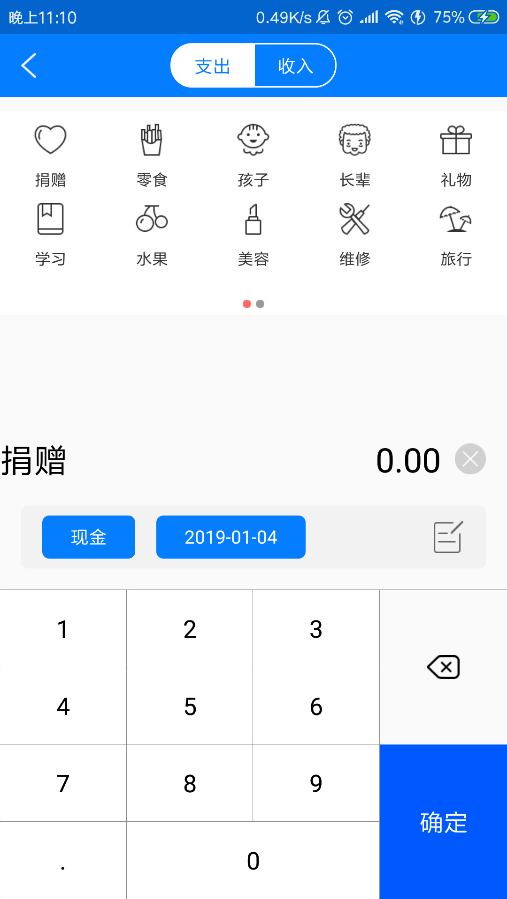 晚上11:10 0.49K/s 75%
支出 收入
捐赠 零食 孩子 长辈 礼物
学习 水果 美容 维修 旅行
捐赠 0.00
现金 2019-01-04
1 2 3
4 5 6
7 8 9
确定
. 0